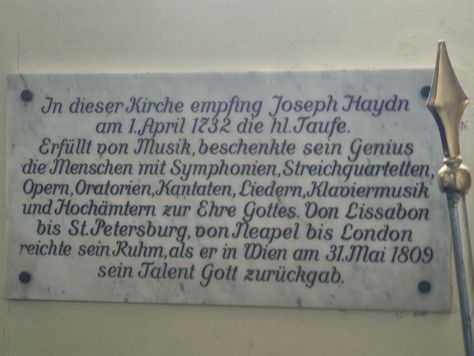 In dieser Kirche empfing Joseph Haydn
am 1.April 1732 die hl.Taufe.
Erfüllt von Musik, beschenkte sein Genius
die Menschen mit Symphonien, Streichquartetten,
Opern, Oratorien, Kantaten, Liedern, Klaviermusik
und Hochämtern zur Ehre Gottes. Von Lissabon
bis St.Petersburg, von Neapel bis London
reichte sein Ruhm, als er in Wien am 31.Mai 1809
sein Talent Gott zurückgab.